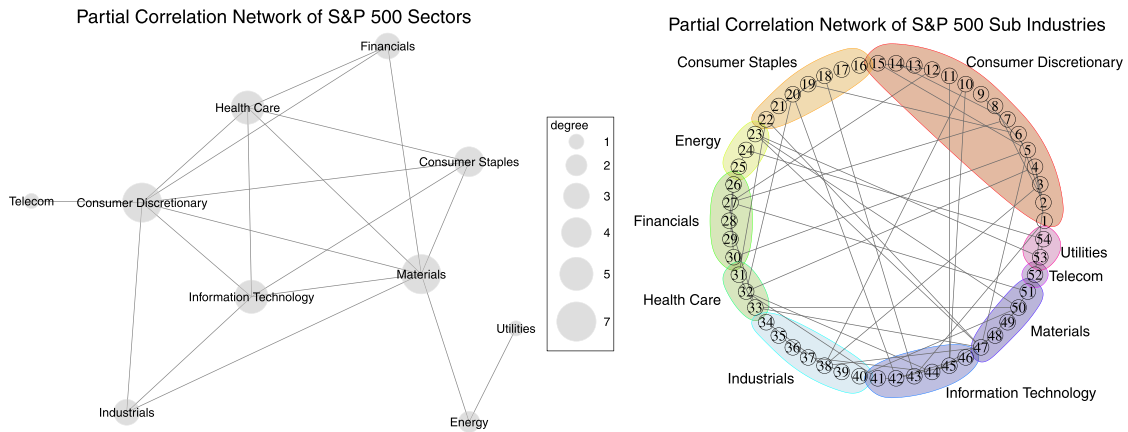 Partial Correlation Network of S&P 500 Sectors
Financials
Health Care
Consumer Staples
Telecom
Consumer Discretionary
Materials
Information Technology
Utilities
Industrials
Energy
degree
1
2
3
4
5
7
Partial Correlation Network of S&P 500 Sub Industries
Consumer Staples
Consumer Discretionary
Energy
Financials
Utilities
Telecom
Health Care
Materials
Industrials
Information Technology
1
2
3
4
5
6
7
8
9
10
11
12
13
14
15
16
17
18
19
20
21
22
23
24
25
26
27
28
29
30
31
32
33
34
35
36
37
38
39
40
41
42
43
44
45
46
47
48
49
50
51
52
53
54